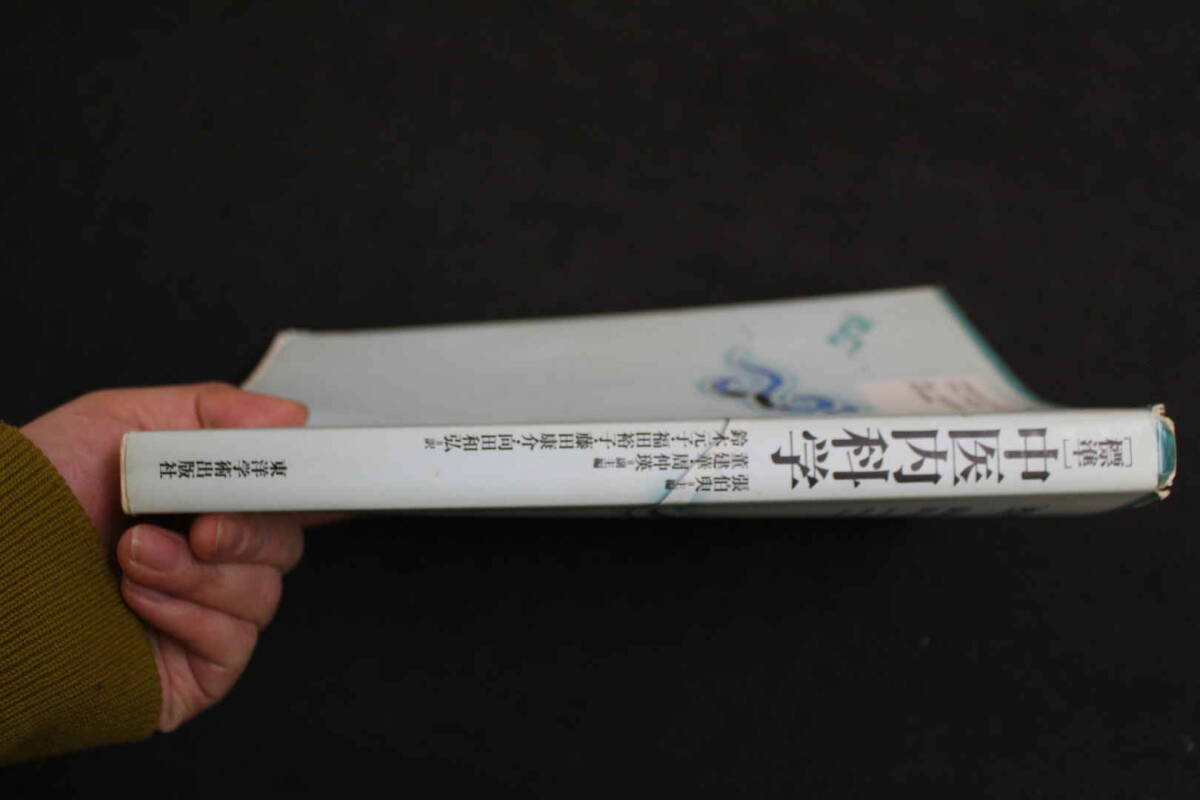 ［標準］
中医内科学
張伯臾＝主編
董建華・周仲瑛＝副主編
鈴木元子・福田裕子・藤田康介・向田和弘＝訳
東洋学術出版社